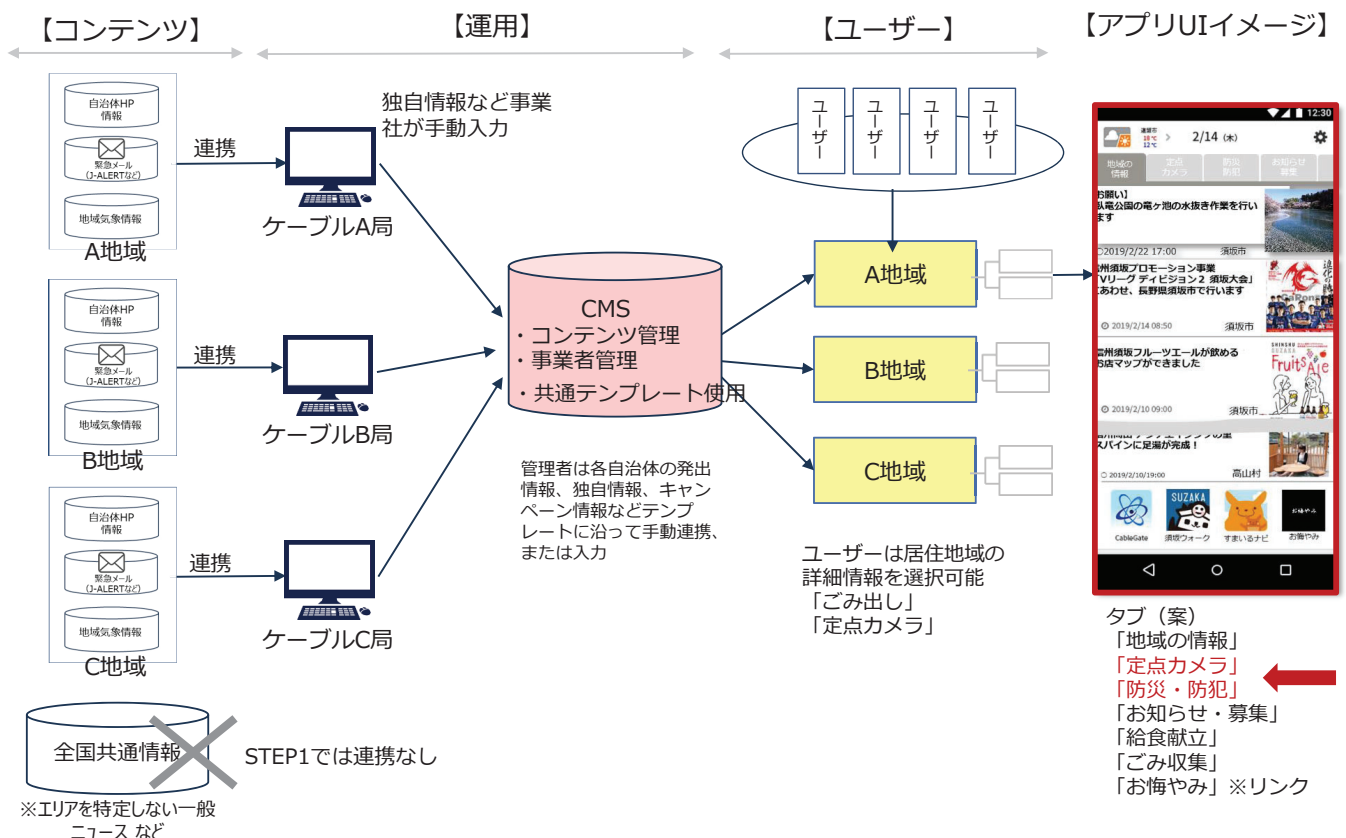 【コンテンツ】
【運用】
【ユーザー】
【アプリUIイメージ】
自治体HP
情報
緊急メール
(J-ALERTなど)
地域気象情報
A地域
連携
ケーブルA局
独自情報など事業
社が手動入力
自治体HP
情報
緊急メール
(J-ALERTなど)
地域気象情報
B地域
連携
ケーブルB局
自治体HP
情報
緊急メール
(J-ALERTなど)
地域気象情報
C地域
連携
ケーブルC局
全国共通情報
STEP1では連携なし
※エリアを特定しない一般
ニュース など
CMS
・コンテンツ管理
・事業者管理
・共通テンプレート使用
管理者は各自治体の発出
情報、独自情報、キャン
ペーン情報などテンプ
レートに沿って手動連携、
または入力
ユーザー
ユーザー
ユーザー
ユーザー
A地域
B地域
C地域
ユーザーは居住地域の
詳細情報を選択可能
「ごみ出し」
「定点カメラ」
12:30
須坂市
18℃
12℃
2/14 (木)
地域の
情報
定点
カメラ
防災
防犯
お知らせ
募集
お願い】
臥竜公園の竜ヶ池の水抜き作業を行い
ます
2019/2/22 17:00 須坂市
州須坂プロモーション事業
「Vリーグ ディビジョン2 須坂大会」
にあわせ、長野県須坂市で行います
2019/2/14 08:50 須坂市
進化の
信州須坂フルーツエールが飲める
お店マップができました
2019/2/10 09:00 須坂市
SHINSHU
SUZAKA
Fruits Ale
スパインに足湯が完成！
2019/2/10/19:00 高山村
SUZAKA
お悔やみ
CableGate
須坂ウォーク
すまいるナビ
お悔やみ
タブ（案）
「地域の情報」
「定点カメラ」
「防災・防犯」
「お知らせ・募集」
「給食献立」
「ごみ収集」
「お悔やみ」※リンク